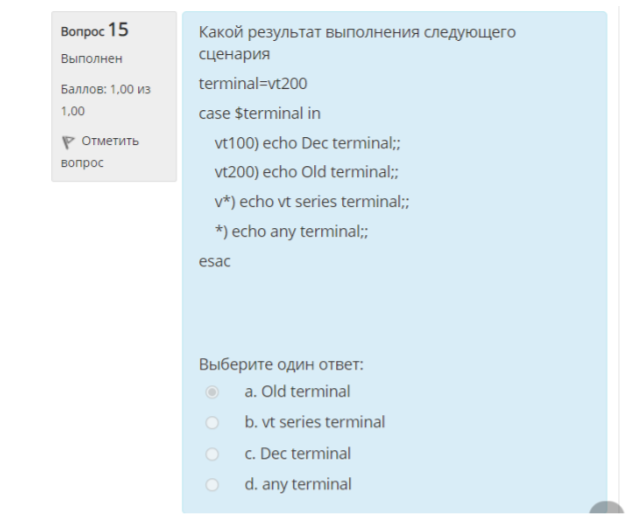 Вопрос 15
Выполнен
Баллов: 1,00 из
1,00
Отметить
вопрос
Какой результат выполнения следующего
сценария
terminal=vt200
case $terminal in
vt100) echo Dec terminal;;
vt200) echo Old terminal;;
v*) echo vt series terminal;;
*) echo any terminal;;
esac
Выберите один ответ:
a. Old terminal
b. vt series terminal
c. Dec terminal
d. any terminal